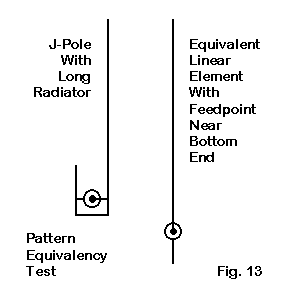 J-Pole
With
Long
Radiator
Equivalent
Linear
Element
With
Feedpoint
Near
Bottom
End
Pattern
Equivalency
Test
Fig. 13